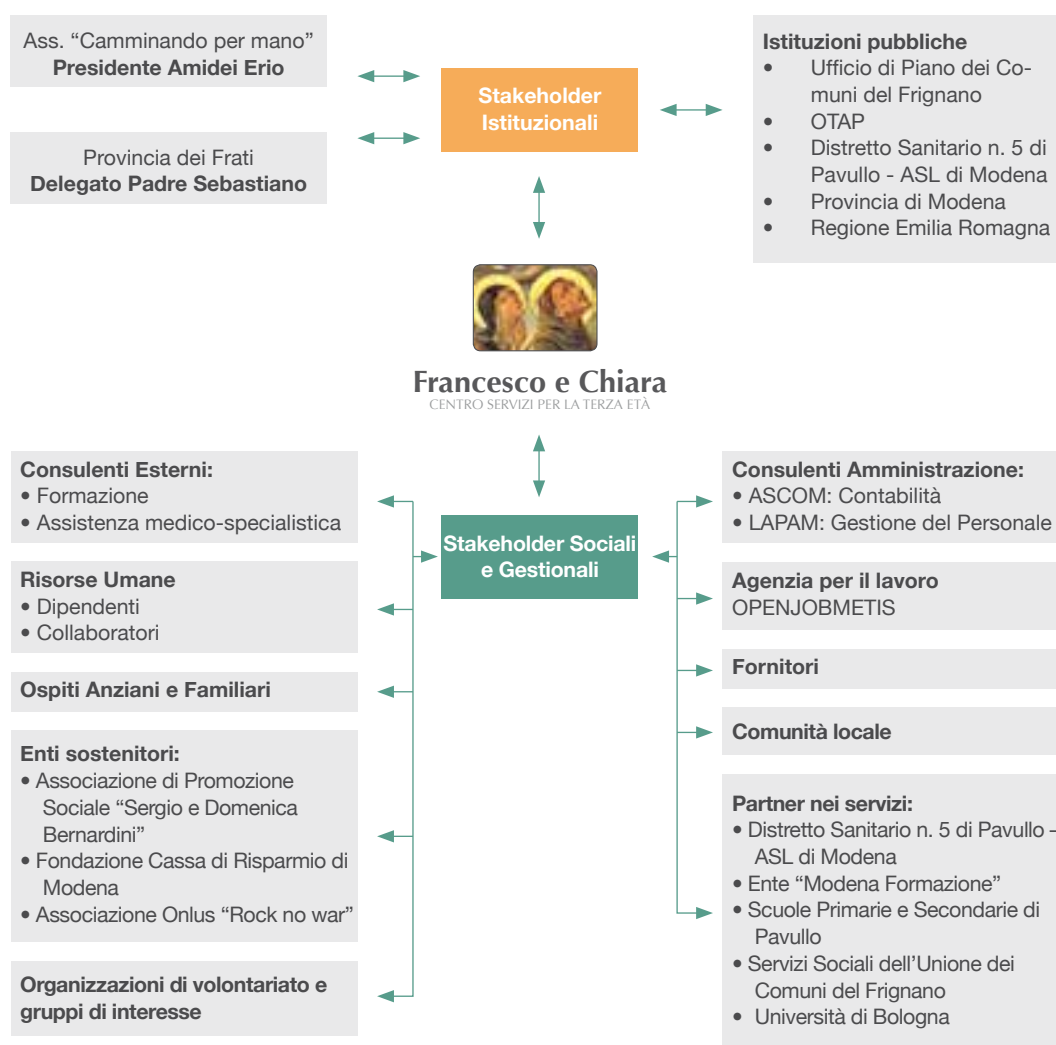 Ass. “Camminando per mano”
Presidente Amidei Erio
Provincia dei Frati
Delegato Padre Sebastiano
Stakeholder
Istituzionali
Istituzioni pubbliche
• Ufficio di Piano dei Co-
muni del Frignano
• OTAP
• Distretto Sanitario n. 5 di
Pavullo - ASL di Modena
• Provincia di Modena
• Regione Emilia Romagna
Francesco e Chiara
CENTRO SERVIZI PER LA TERZA ETÀ
Consulenti Esterni:
• Formazione
• Assistenza medico-specialistica
Risorse Umane
• Dipendenti
• Collaboratori
Ospiti Anziani e Familiari
Enti sostenitori:
• Associazione di Promozione
Sociale “Sergio e Domenica
Bernardini”
• Fondazione Cassa di Risparmio di
Modena
• Associazione Onlus “Rock no war”
Organizzazioni di volontariato e
gruppi di interesse
Stakeholder Sociali
e Gestionali
Consulenti Amministrazione:
• ASCOM: Contabilità
• LAPAM: Gestione del Personale
Agenzia per il lavoro
OPENJOBMETIS
Fornitori
Comunità locale
Partner nei servizi:
• Distretto Sanitario n. 5 di Pavullo -
ASL di Modena
• Ente “Modena Formazione”
• Scuole Primarie e Secondarie di
Pavullo
• Servizi Sociali dell’Unione dei
Comuni del Frignano
• Università di Bologna